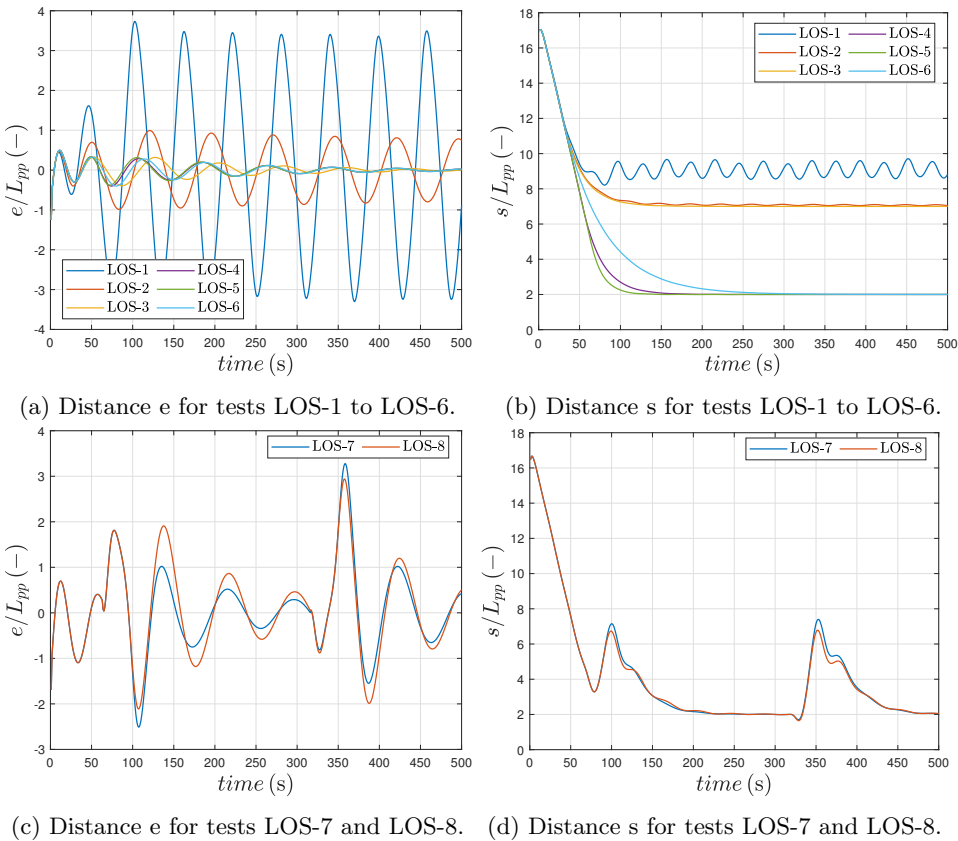 4
3
2
1
0
-1
-2
-3
-4
e/Lpp (−)
LOS-1 LOS-4
LOS-2 LOS-5
LOS-3 LOS-6
0 50 100 150 200 250 300 350 400 450 500
time (s)
(a) Distance e for tests LOS-1 to LOS-6.
18
16
14
12
10
8
6
4
2
0
s/Lpp (−)
LOS-1 LOS-4
LOS-2 LOS-5
LOS-3 LOS-6
0 50 100 150 200 250 300 350 400 450 500
time (s)
(b) Distance s for tests LOS-1 to LOS-6.
4
3
2
1
0
-1
-2
-3
e/Lpp (−)
LOS-7 LOS-8
0 50 100 150 200 250 300 350 400 450 500
time (s)
(c) Distance e for tests LOS-7 and LOS-8.
18
16
14
12
10
8
6
4
2
0
s/Lpp (−)
LOS-7 LOS-8
0 50 100 150 200 250 300 350 400 450 500
time (s)
(d) Distance s for tests LOS-7 and LOS-8.